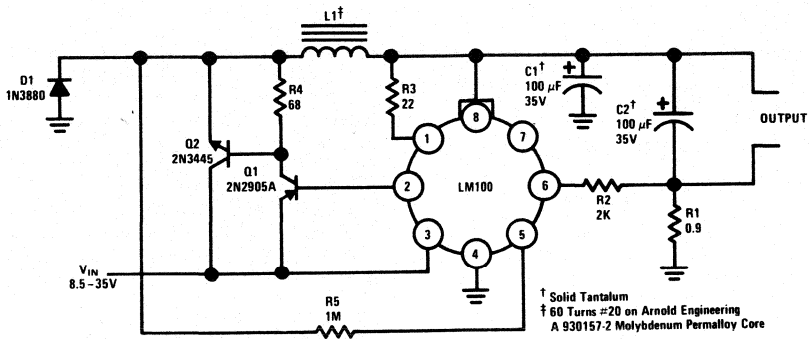 L1‡
D1
1N3880
R4
68
R3
22
C1†
100 µF
35V
C2†
100 µF
35V
OUTPUT
Q2
2N3445
Q1
2N2905A
LM100
1
2
3
4
5
6
7
8
R2
2K
R1
0.9
VIN
8.5–35V
R5
1M
+
+
† Solid Tantalum
‡ 60 Turns #20 on Arnold Engineering
A 930157-2 Molybdenum Permalloy Core